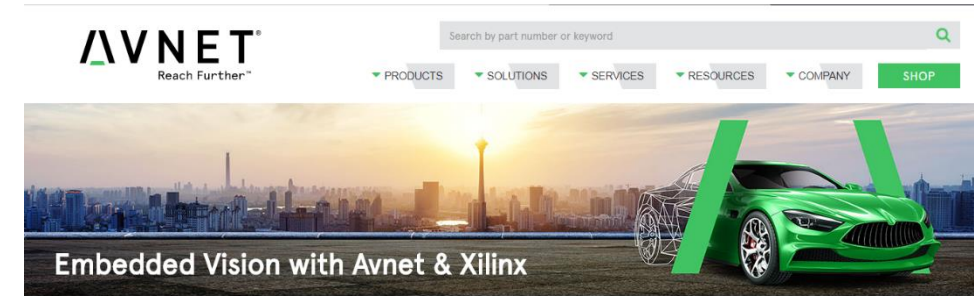 AVNET®
Reach Further™
Search by part number or keyword
PRODUCTS
SOLUTIONS
SERVICES
RESOURCES
COMPANY
SHOP
Embedded Vision with Avnet & Xilinx